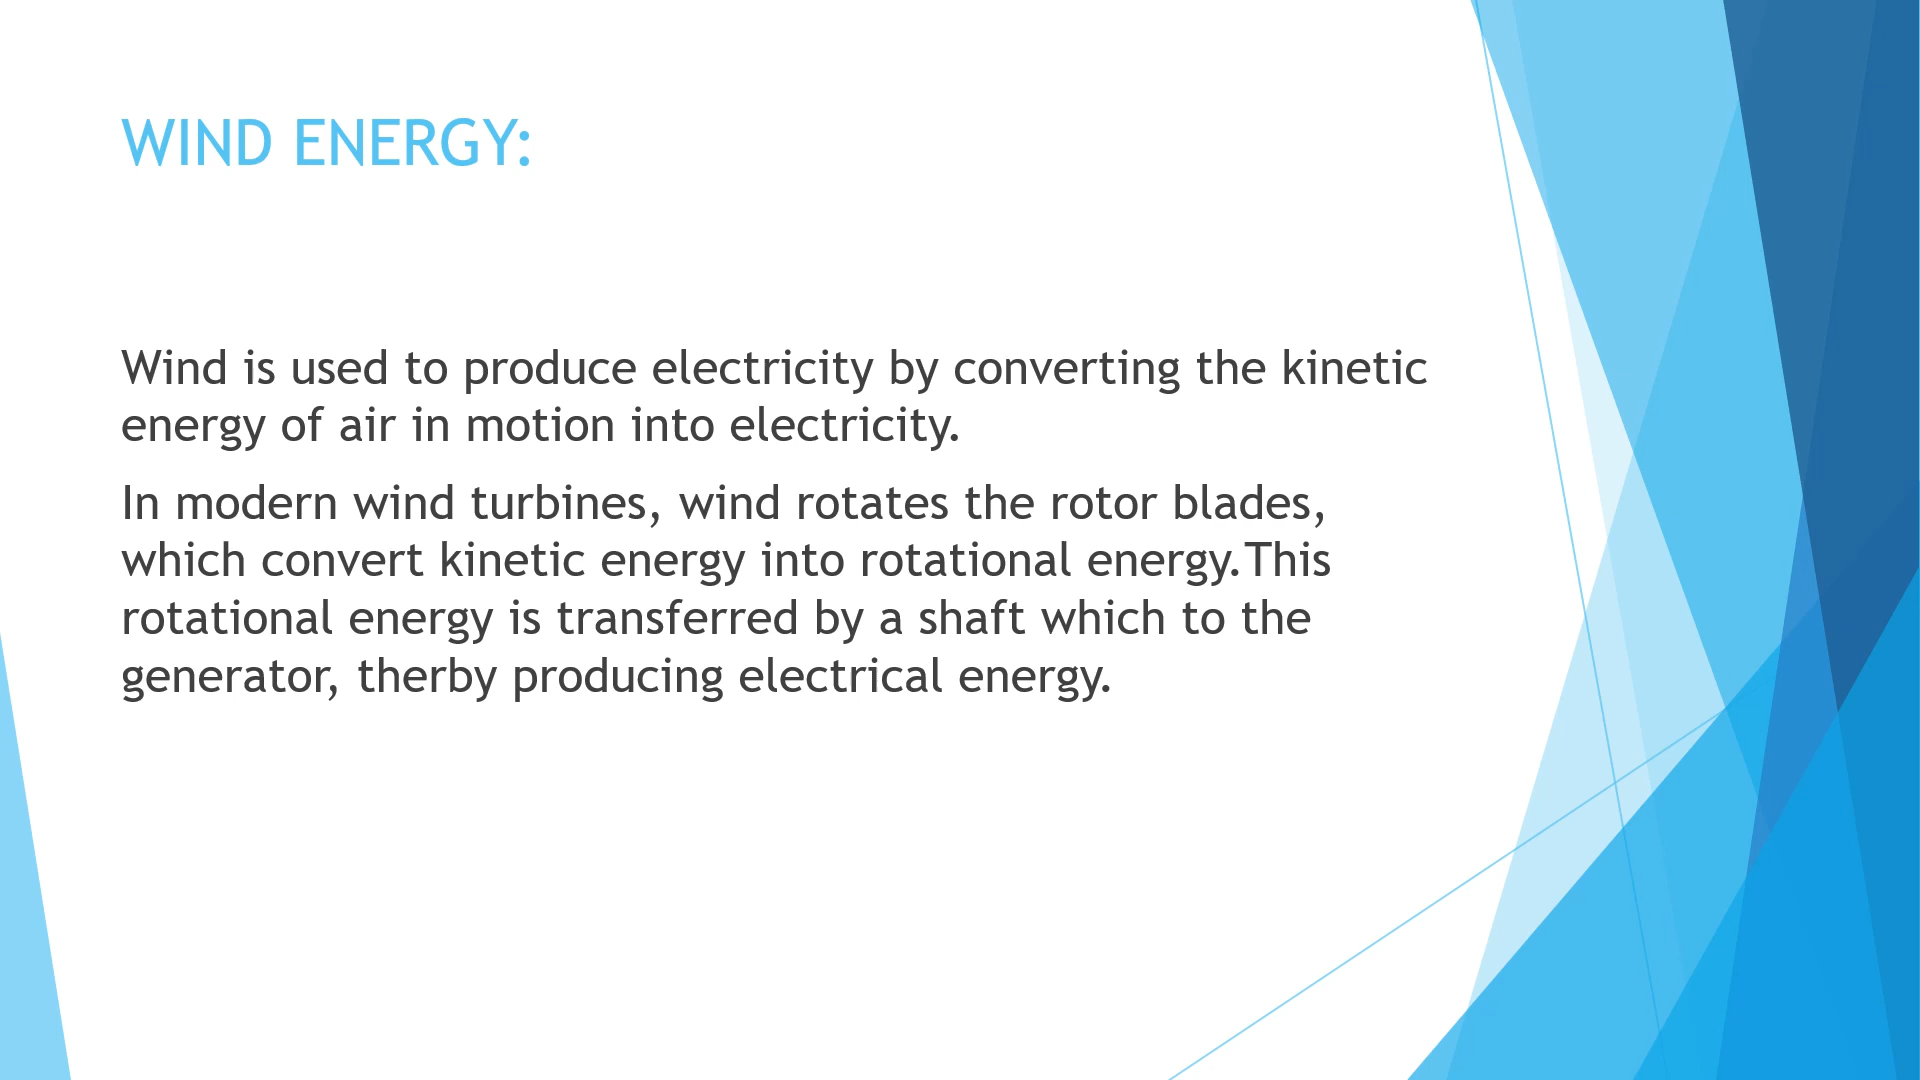 WIND ENERGY:
Wind is used to produce electricity by converting the kinetic
energy of air in motion into electricity.
In modern wind turbines, wind rotates the rotor blades,
which convert kinetic energy into rotational energy.This
rotational energy is transferred by a shaft which to the
generator, therby producing electrical energy.